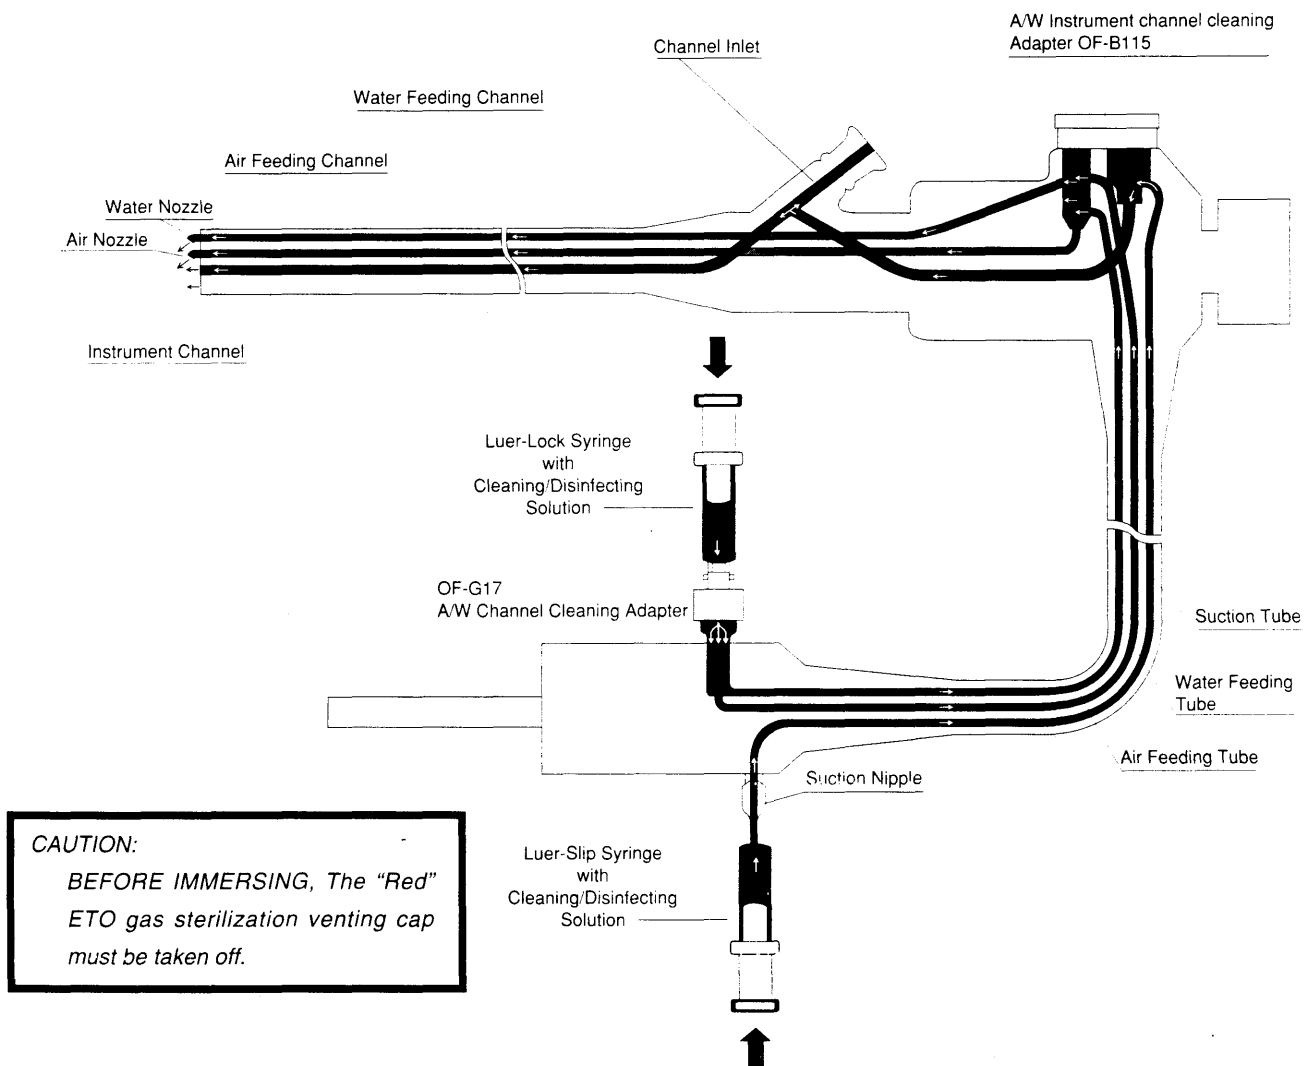 A/W Instrument channel cleaning
Adapter OF-B115
Channel Inlet
Water Feeding Channel
Air Feeding Channel
Water Nozzle
Air Nozzle
Instrument Channel
Luer-Lock Syringe
with
Cleaning/Disinfecting
Solution
OF-G17
A/W Channel Cleaning Adapter
Suction Tube
Water Feeding
Tube
Air Feeding Tube
Suction Nipple
Luer-Slip Syringe
with
Cleaning/Disinfecting
Solution
CAUTION:
BEFORE IMMERSING, The “Red”
ETO gas sterilization venting cap
must be taken off.